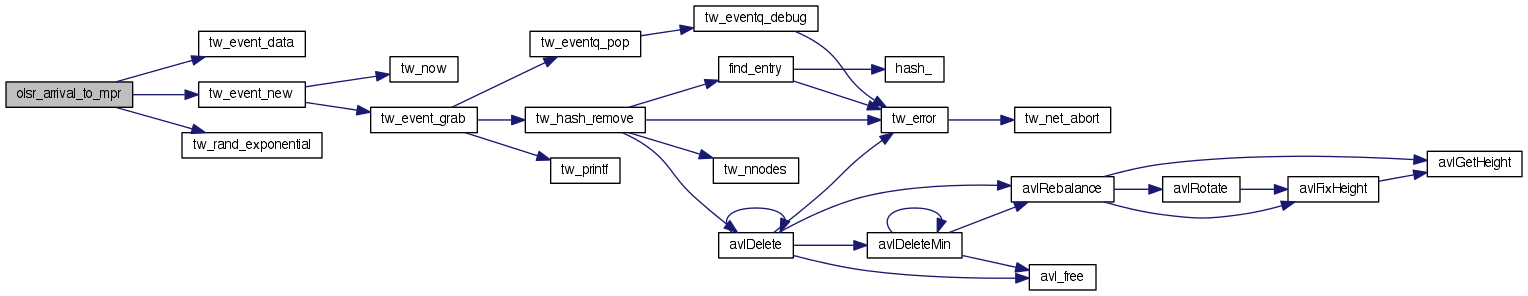 tw_eventq_debug
tw_event_data
tw_eventq_pop
tw_now
find_entry
hash_
olsr_arrival_to_mpr
tw_event_new
tw_event_grab
tw_hash_remove
tw_error
tw_net_abort
tw_rand_exponential
tw_printf
tw_nnodes
avlGetHeight
avlRebalance
avlRotate
avlFixHeight
avlDelete
avlDeleteMin
avl_free